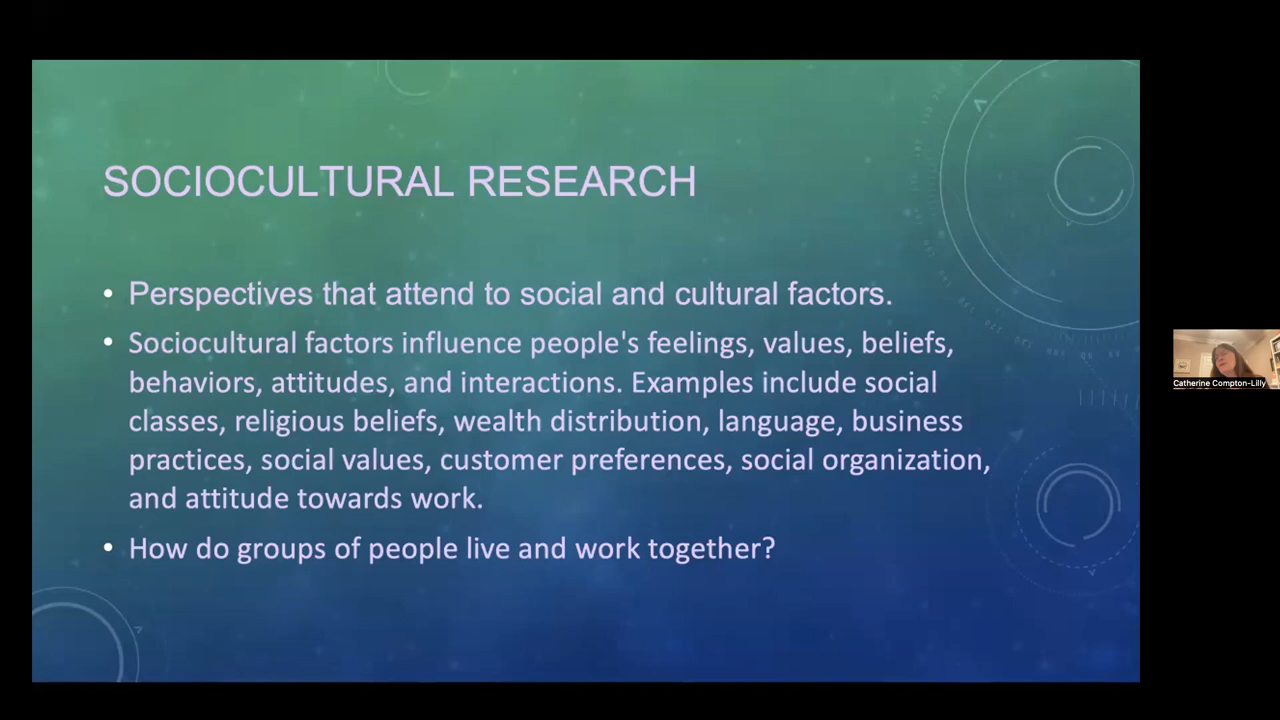 SOCIOCULTURAL RESEARCH
• Perspectives that attend to social and cultural factors.
• Sociocultural factors influence people's feelings, values, beliefs,
behaviors, attitudes, and interactions. Examples include social
classes, religious beliefs, wealth distribution, language, business
practices, social values, customer preferences, social organization,
and attitude towards work.
• How do groups of people live and work together?
Catherine Compton-Lilly